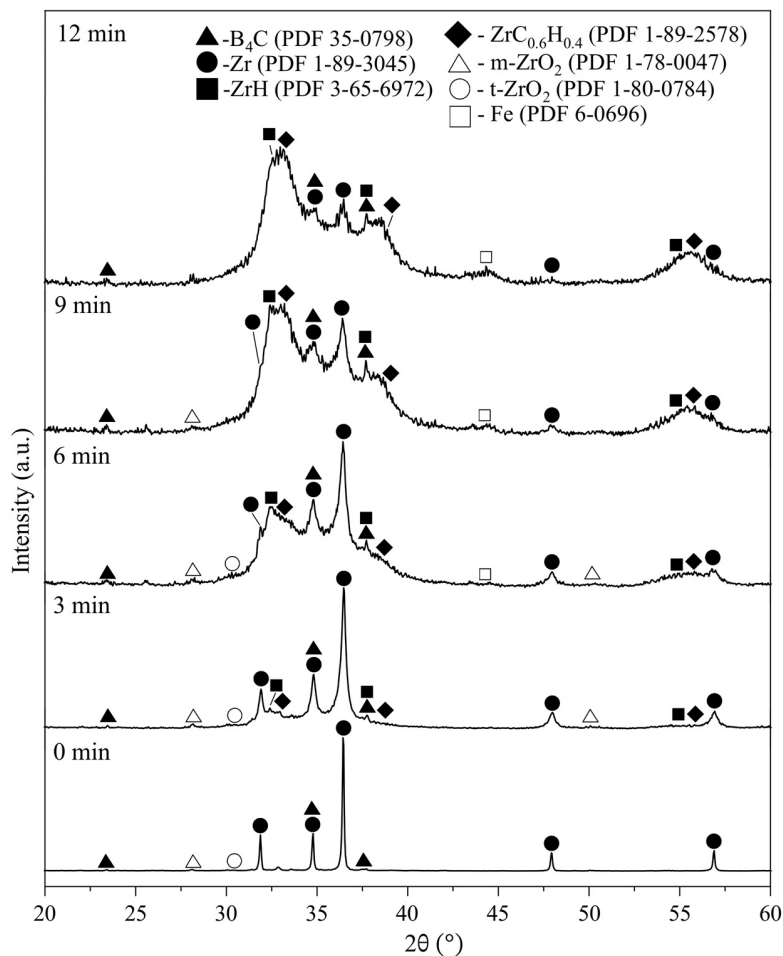 12 min
▲-B₄C (PDF 35-0798)
●-Zr (PDF 1-89-3045)
■-ZrH (PDF 3-65-6972)
◆- ZrC₀.₆H₀.₄ (PDF 1-89-2578)
△- m-ZrO₂ (PDF 1-78-0047)
○- t-ZrO₂ (PDF 1-80-0784)
□- Fe (PDF 6-0696)
9 min
6 min
3 min
0 min
Intensity (a.u.)
20 25 30 35 40 45 50 55 60
2θ (°)